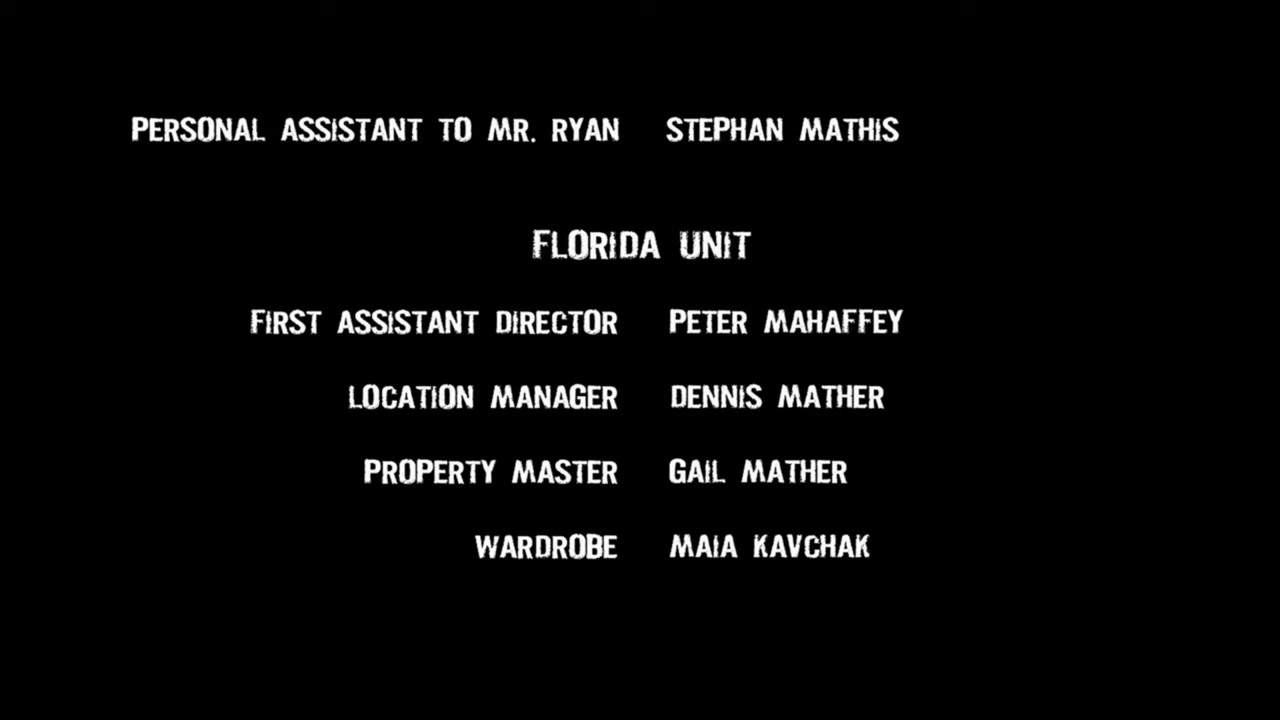 PERSONAL ASSISTANT TO MR. RYAN STEPHAN MATHIS
FLORIDA UNIT
FIRST ASSISTANT DIRECTOR PETER MAHAFFEY
LOCATION MANAGER DENNIS MATHER
PROPERTY MASTER GAIL MATHER
WARDROBE MAIA KAVCHAK